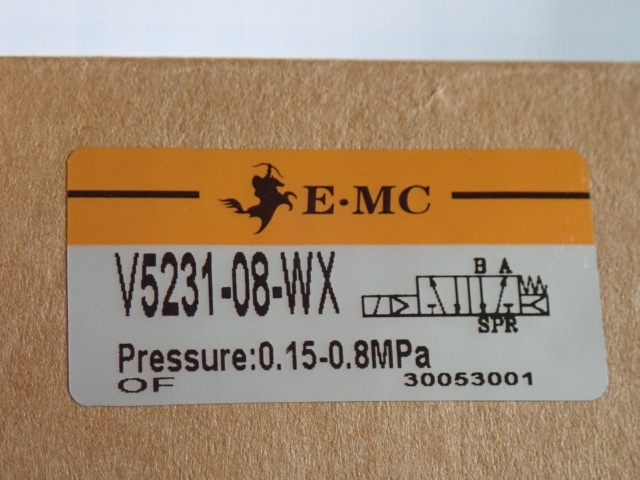 E·MC
V5231-08-WX
B A
SPR
Pressure:0.15-0.8MPa
OF
30053001